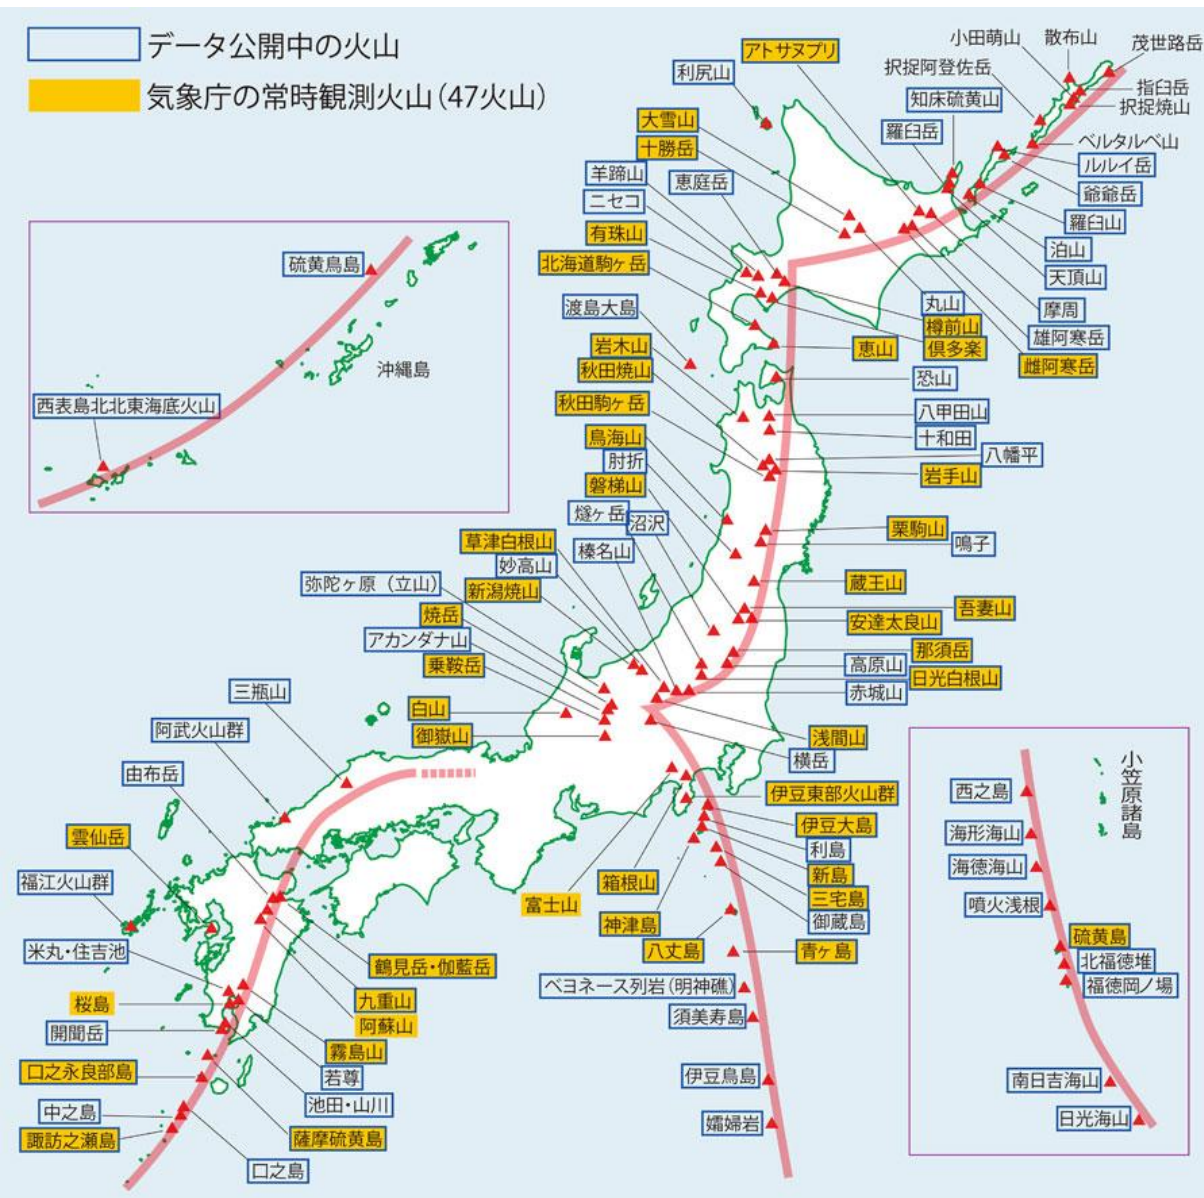 データ公開中の火山
気象庁の常時観測火山(47火山)
アトサヌプリ
利尻山
大雪山
十勝岳
羊蹄山
恵庭岳
ニセコ
有珠山
北海道駒ヶ岳
渡島大島
岩木山
秋田焼山
秋田駒ヶ岳
鳥海山
肘折
磐梯山
燧ヶ岳
沼沢
草津白根山
榛名山
妙高山
弥陀ヶ原(立山)
新潟焼山
焼岳
アカンダナ山
乗鞍岳
白山
御嶽山
小田萌山
散布山
茂世路岳
択捉阿登佐岳
指臼岳
択捉焼山
知床硫黄山
羅臼岳
ベルタルベ山
ルルイ岳
爺爺岳
羅臼山
泊山
天頂山
摩周
雄阿寒岳
雌阿寒岳
丸山
樽前山
倶多楽
恵山
恐山
八甲田山
十和田
八幡平
岩手山
栗駒山
鳴子
蔵王山
吾妻山
安達太良山
那須岳
高原山
日光白根山
赤城山
浅間山
横岳
伊豆東部火山群
伊豆大島
利島
新島
三宅島
御蔵島
箱根山
富士山
神津島
八丈島
青ヶ島
ベヨネース列岩(明神礁)
須美寿島
伊豆鳥島
孀婦岩
硫黄鳥島
沖縄島
西表島北北東海底火山
三瓶山
阿武火山群
由布岳
雲仙岳
福江火山群
米丸・住吉池
桜島
開聞岳
口之永良部島
中之島
諏訪之瀬島
鶴見岳・伽藍岳
九重山
阿蘇山
霧島山
若尊
池田・山川
薩摩硫黄島
口之島
小笠原諸島
西之島
海形海山
海徳海山
噴火浅根
硫黄島
北福徳堆
福徳岡ノ場
南日吉海山
日光海山